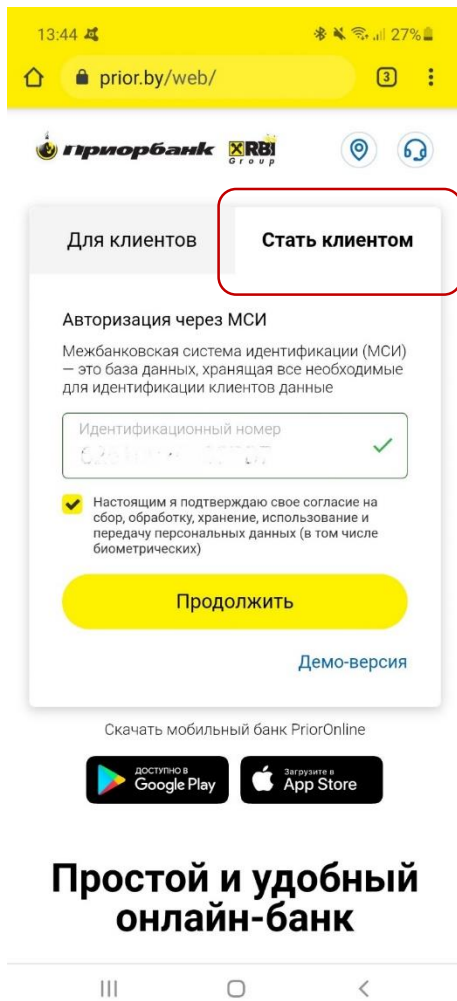 13:44 27%
prior.by/web/ 3
приорбанк RBI
Group
Для клиентов Стать клиентом
Авторизация через МСИ
Межбанковская система идентификации (МСИ)
— это база данных, хранящая все необходимые
для идентификации клиентов данные
Идентификационный номер
Настоящим я подтверждаю свое согласие на
сбор, обработку, хранение, использование и
передачу персональных данных (в том числе
биометрических)
Продолжить
Демо-версия
Скачать мобильный банк PriorOnline
ДОСТУПНО В
Google Play
Загрузите в
App Store
Простой и удобный
онлайн-банк